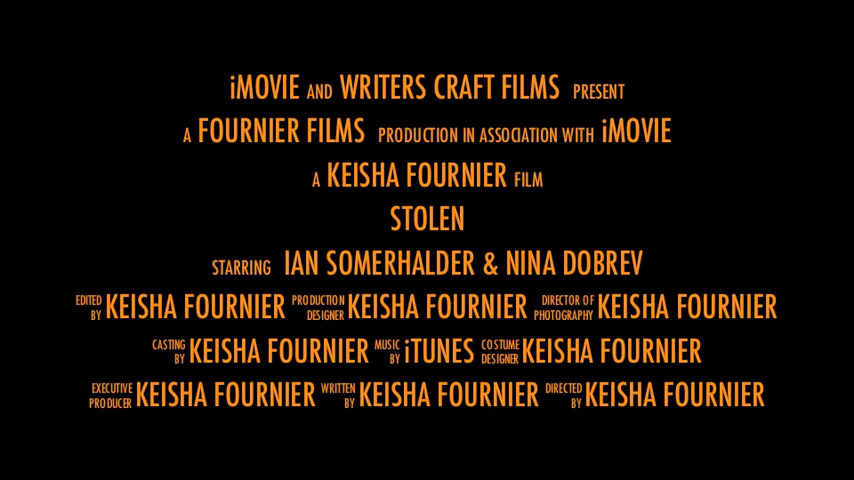 iMOVIE AND WRITERS CRAFT FILMS PRESENT
A FOURNIER FILMS PRODUCTION IN ASSOCIATION WITH iMOVIE
A KEISHA FOURNIER FILM
STOLEN
STARRING IAN SOMERHALDER & NINA DOBREV
EDITED BY KEISHA FOURNIER PRODUCTION DESIGNER KEISHA FOURNIER DIRECTOR OF PHOTOGRAPHY KEISHA FOURNIER
CASTING BY KEISHA FOURNIER MUSIC BY iTUNES COSTUME DESIGNER KEISHA FOURNIER
EXECUTIVE PRODUCER KEISHA FOURNIER WRITTEN BY KEISHA FOURNIER DIRECTED BY KEISHA FOURNIER